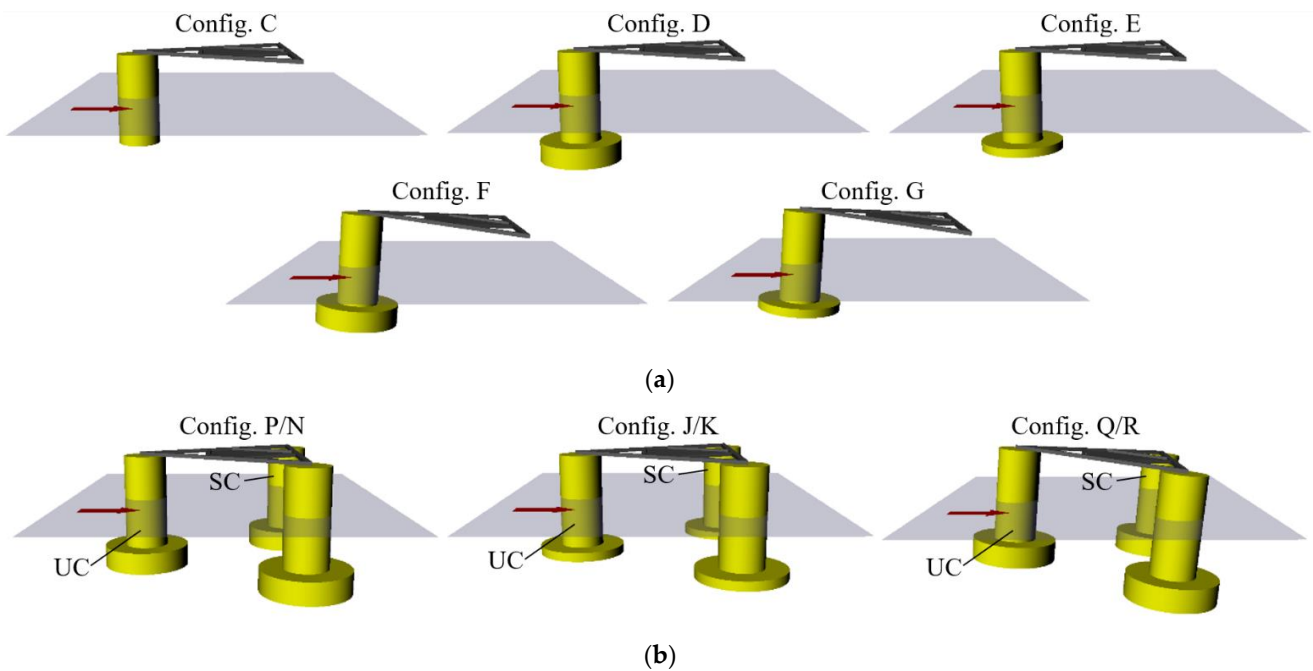 Config. C
Config. D
Config. E
Config. F
Config. G
(a)
Config. P/N
Config. J/K
Config. Q/R
SC
SC
SC
UC
UC
UC
(b)